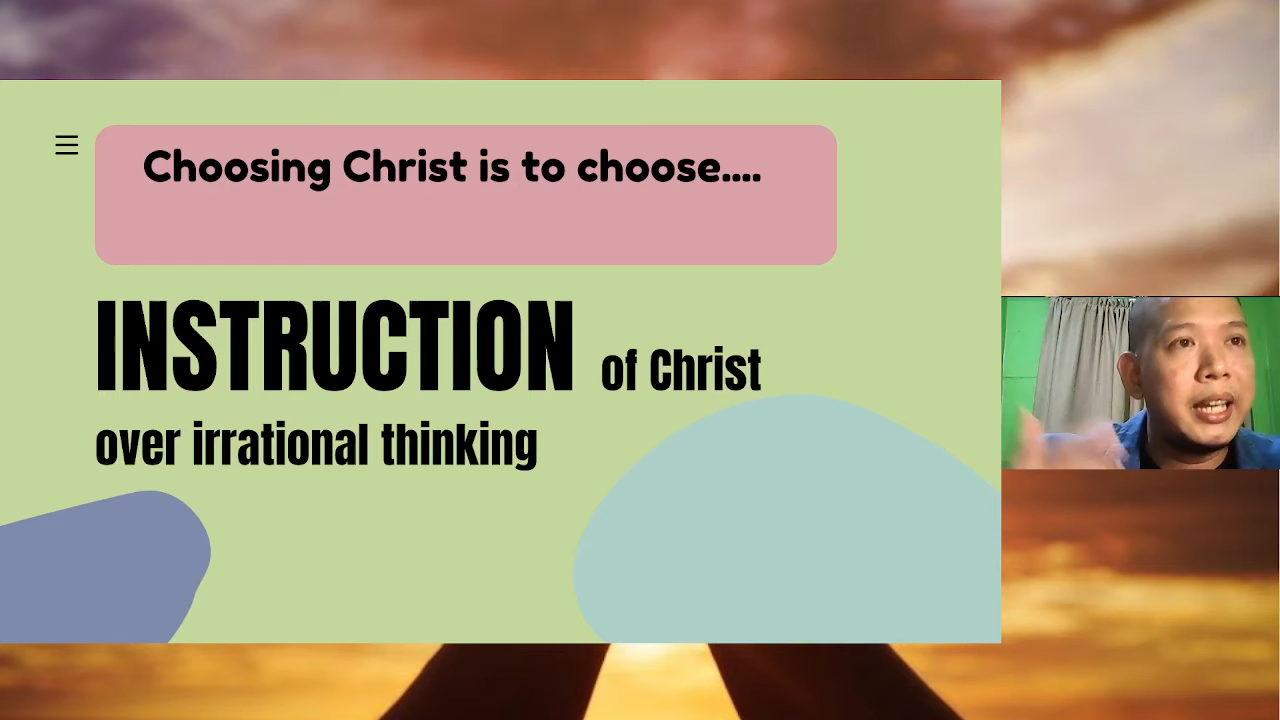 Choosing Christ is to choose....
INSTRUCTION of Christ
over irrational thinking